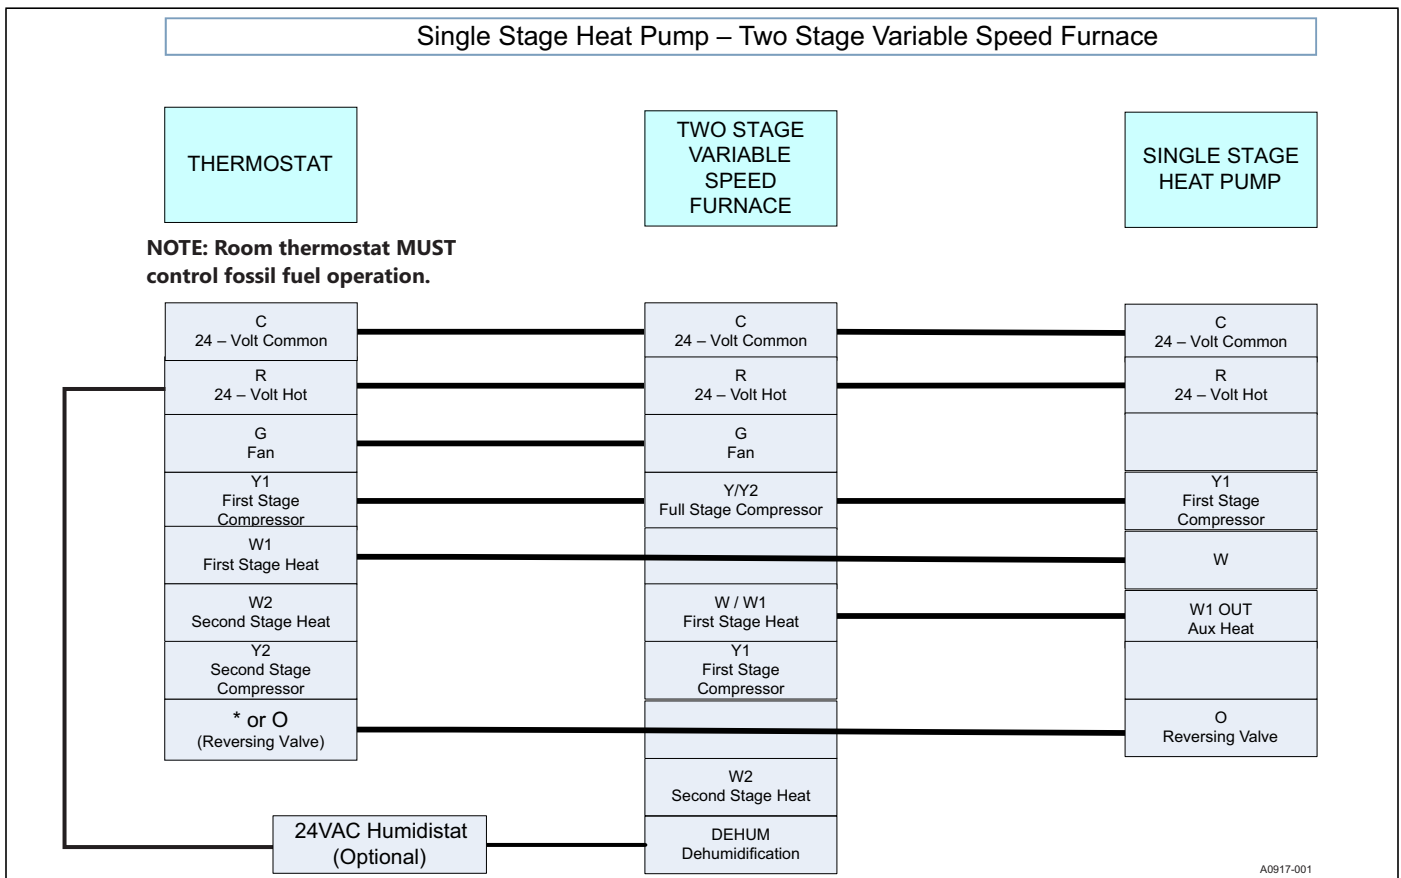 Single Stage Heat Pump – Two Stage Variable Speed Furnace
THERMOSTAT
TWO STAGE
VARIABLE
SPEED
FURNACE
SINGLE STAGE
HEAT PUMP
NOTE: Room thermostat MUST
control fossil fuel operation.
C
24 – Volt Common
C
24 – Volt Common
C
24 – Volt Common
R
24 – Volt Hot
R
24 – Volt Hot
R
24 – Volt Hot
G
Fan
G
Fan
Y1
First Stage
Compressor
Y/Y2
Full Stage Compressor
Y1
First Stage
Compressor
W1
First Stage Heat
W
W2
Second Stage Heat
W / W1
First Stage Heat
W1 OUT
Aux Heat
Y2
Second Stage
Compressor
Y1
First Stage
Compressor
* or O
(Reversing Valve)
O
Reversing Valve
W2
Second Stage Heat
24VAC Humidistat
(Optional)
DEHUM
Dehumidification
A0917-001